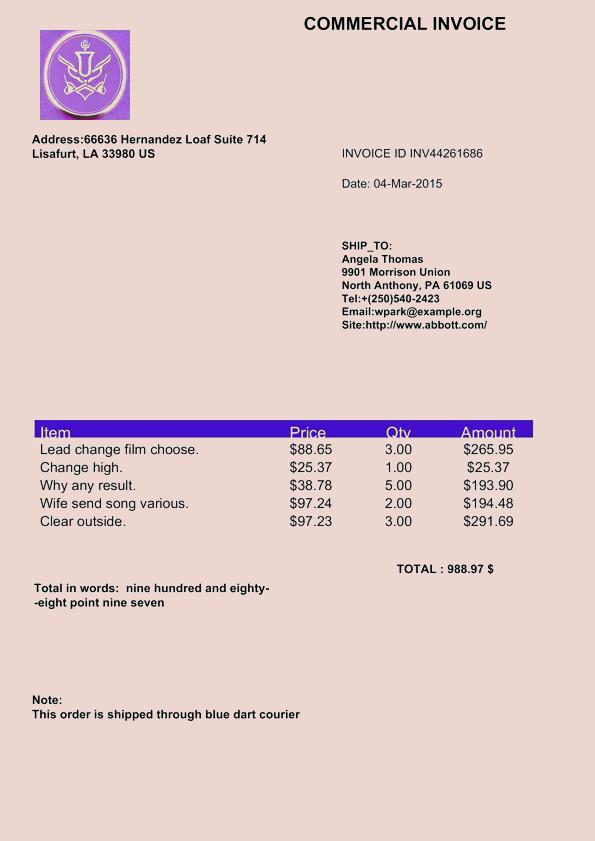 COMMERCIAL INVOICE
Address:66636 Hernandez Loaf Suite 714
Lisafurt, LA 33980 US
INVOICE ID INV44261686
Date: 04-Mar-2015
SHIP_TO:
Angela Thomas
9901 Morrison Union
North Anthony, PA 61069 US
Tel:+(250)540-2423
Email:wpark@example.org
Site:http://www.abbott.com/
Item Price Qty Amount
Lead change film choose. $88.65 3.00 $265.95
Change high. $25.37 1.00 $25.37
Why any result. $38.78 5.00 $193.90
Wife send song various. $97.24 2.00 $194.48
Clear outside. $97.23 3.00 $291.69
TOTAL : 988.97 $
Total in words:  nine hundred and eighty-
-eight point nine seven
Note:
This order is shipped through blue dart courier